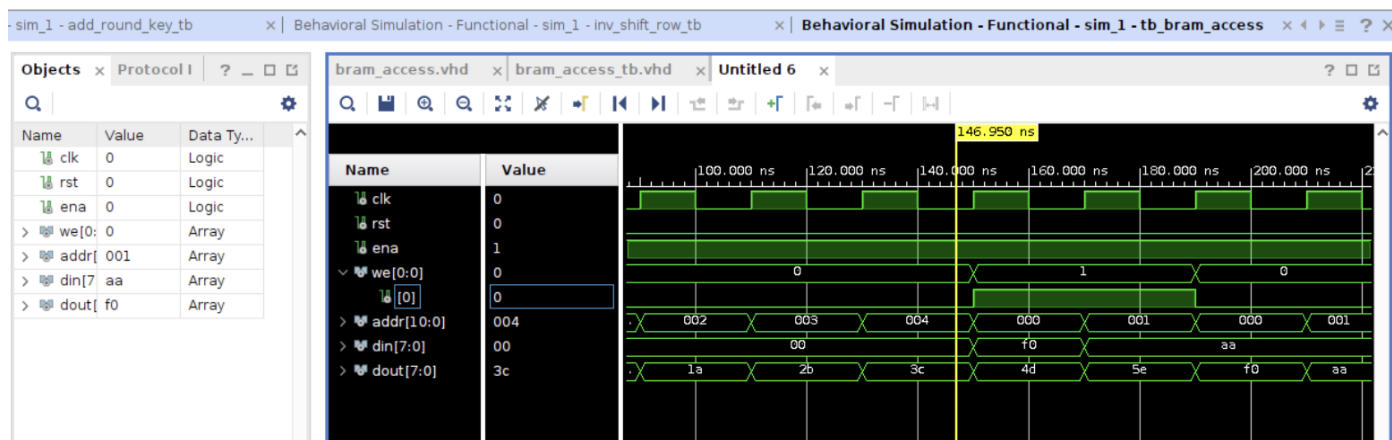 - sim_1 - add_round_key_tb × Behavioral Simulation - Functional - sim_1 - inv_shift_row_tb × Behavioral Simulation - Functional - sim_1 - tb_bram_access × ? ×
Objects × Protocol I ? _
Name Value Data Ty...
clk 0 Logic
rst 0 Logic
ena 0 Logic
we[0: 0 Array
addr[ 001 Array
din[7 aa Array
dout[ f0 Array
bram_access.vhd × bram_access_tb.vhd × Untitled 6 × ?
146.950 ns
Name Value
100.000 ns 120.000 ns 140.000 ns 160.000 ns 180.000 ns 200.000 ns
clk 0
rst 0
ena 1
we[0:0] 0 0 1 0
[0] 0
addr[10:0] 004 002 003 004 000 001 000 001
din[7:0] 00 00 f0 aa
dout[7:0] 3c 1a 2b 3c 4d 5e f0 aa